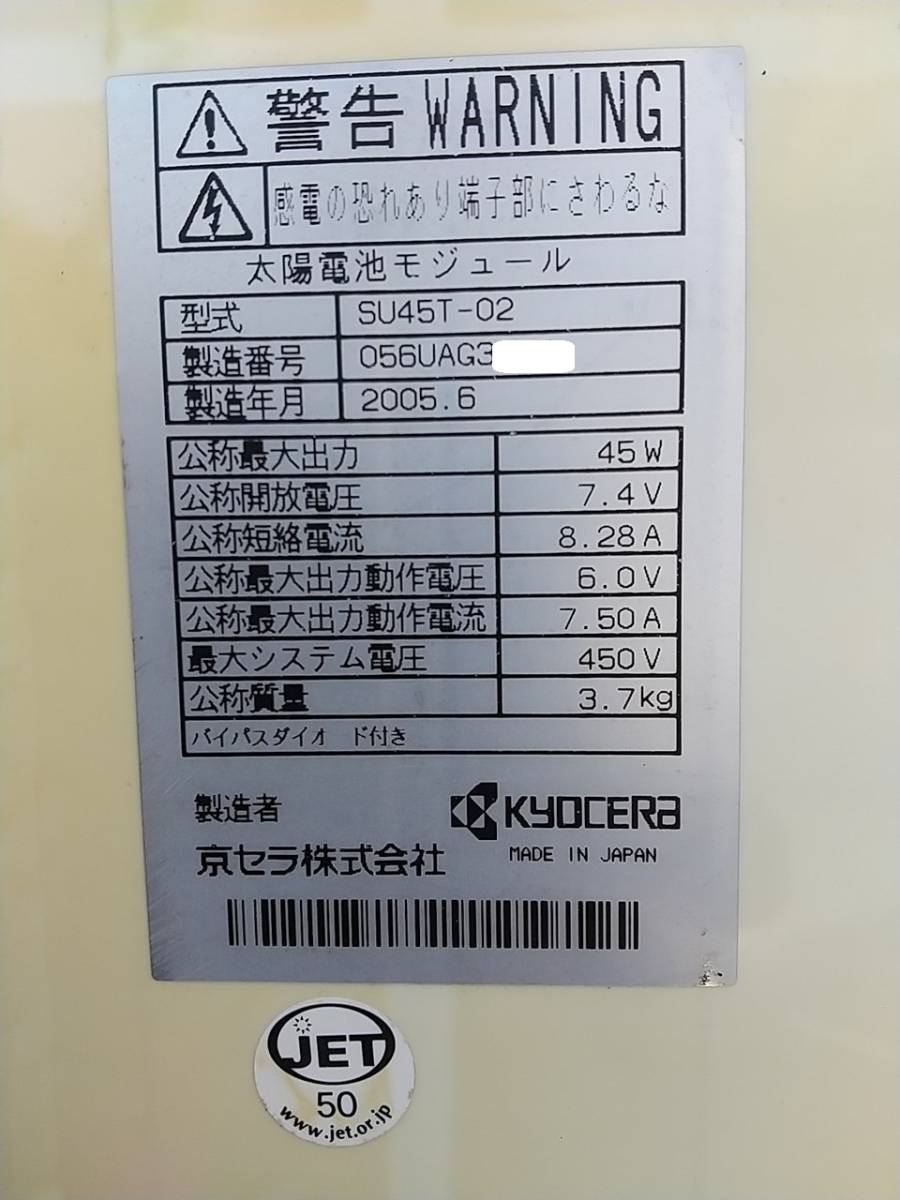 警告 WARNING
感電の恐れあり端子部にさわるな
太陽電池モジュール
型式 SU45T-02
製造番号 056UAG3
製造年月 2005.6
公称最大出力 45W
公称開放電圧 7.4V
公称短絡電流 8.28A
公称最大出力動作電圧 6.0V
公称最大出力動作電流 7.50A
最大システム電圧 450V
公称質量 3.7kg
バイパスダイオ ド付き
製造者 KYOCERA
京セラ株式会社 MADE IN JAPAN
JET
50
www.jet.or.jp